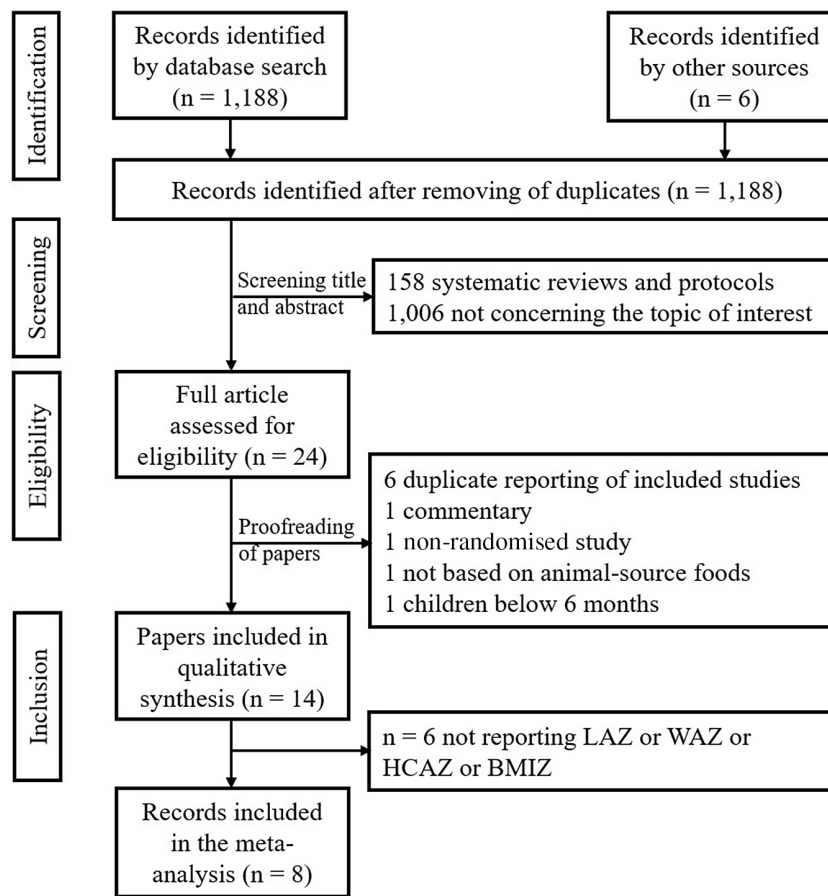 Identification
Records identified
by database search
(n = 1,188)
Records identified
by other sources
(n = 6)
Records identified after removing of duplicates (n = 1,188)
Screening
Screening title
and abstract
158 systematic reviews and protocols
1,006 not concerning the topic of interest
Eligibility
Full article
assessed for
eligibility (n = 24)
Proofreading
of papers
6 duplicate reporting of included studies
1 commentary
1 non-randomised study
1 not based on animal-source foods
1 children below 6 months
Inclusion
Papers included in
qualitative
synthesis (n = 14)
n = 6 not reporting LAZ or WAZ or
HCAZ or BMIZ
Records included
in the meta-
analysis (n = 8)